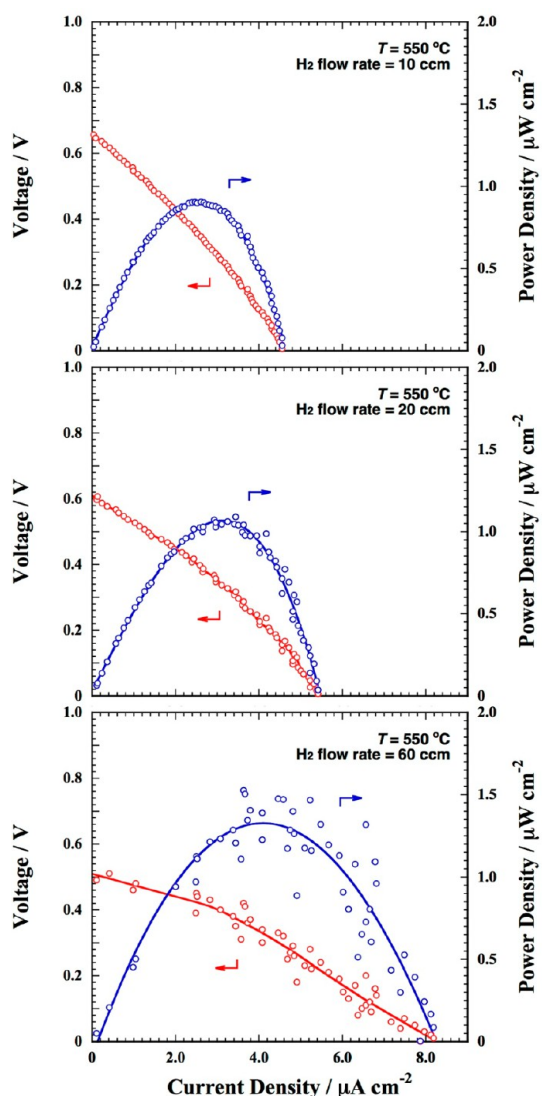 1.0
0.8
0.6
0.4
0.2
0
Voltage / V
T = 550 °C
H2 flow rate = 10 ccm
2.0
1.5
1.0
0.5
0
Power Density / μW cm-2
1.0
0.8
0.6
0.4
0.2
0
Voltage / V
T = 550 °C
H2 flow rate = 20 ccm
2.0
1.5
1.0
0.5
0
Power Density / μW cm-2
1.0
0.8
0.6
0.4
0.2
0
Voltage / V
T = 550 °C
H2 flow rate = 60 ccm
2.0
1.5
1.0
0.5
0
Power Density / μW cm-2
0 2.0 4.0 6.0 8.0
Current Density / μA cm-2